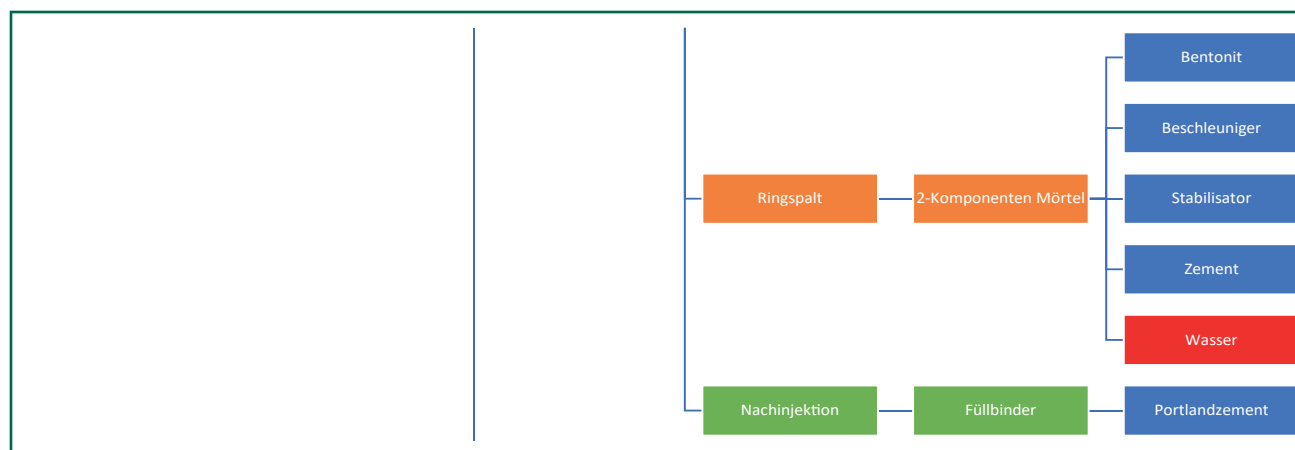 Bentonit
Beschleuniger
Ringspalt
2-Komponenten Mörtel
Stabilisator
Zement
Wasser
Nachinjektion
Füllbinder
Portlandzement